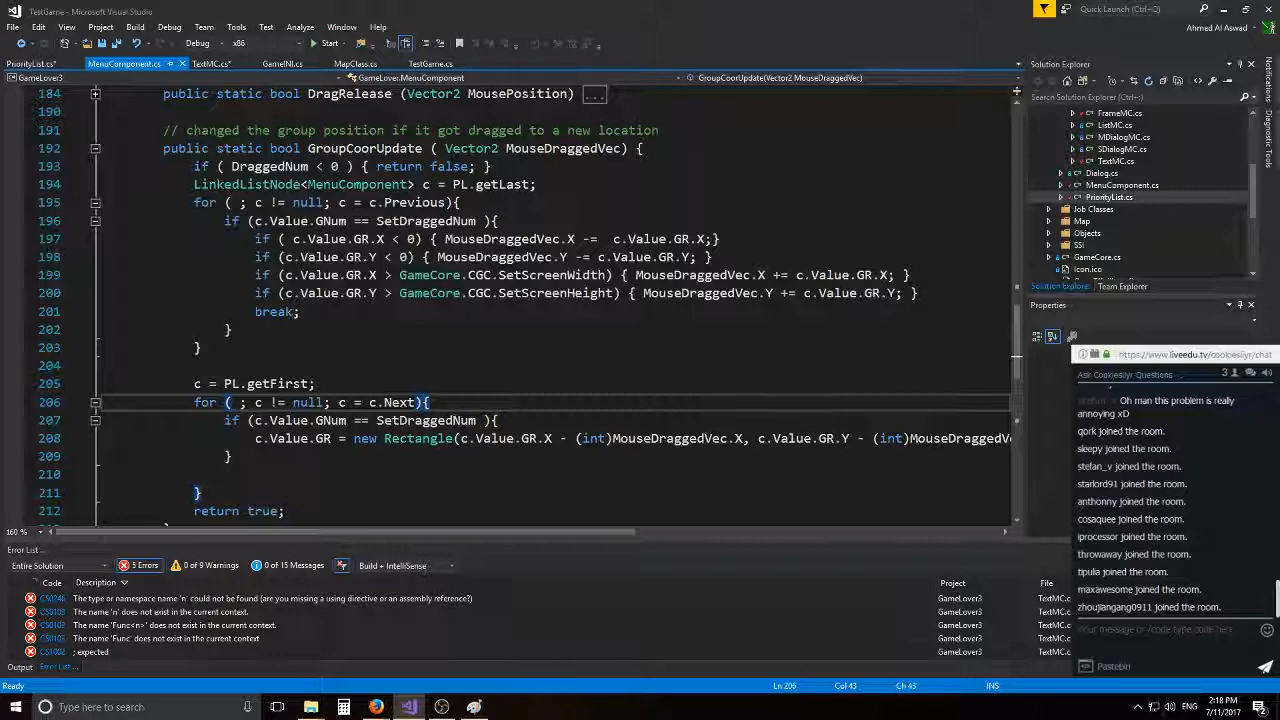 TestGame - Microsoft Visual Studio
Quick Launch (Ctrl+Q)
File Edit View Project Build Debug Team Tools Test Analyze Window Help
Ahmed Al Aswad
Debug x86 Start
PriorityList.cs* MenuComponent.cs TextMC.cs* GameINI.cs MapClass.cs TestGame.cs
GameLover3 GameLover.MenuComponent GroupCoorUpdate(Vector2 MouseDraggedVec)
184 public static bool DragRelease (Vector2 MousePosition) ...
190
191 // changed the group position if it got dragged to a new location
192 public static bool GroupCoorUpdate ( Vector2 MouseDraggedVec) {
193 if ( DraggedNum < 0 ) { return false; }
194 LinkedListNode<MenuComponent> c = PL.getLast;
195 for ( ; c != null; c = c.Previous){
196 if (c.Value.GNum == SetDraggedNum ){
197 if ( c.Value.GR.X < 0) { MouseDraggedVec.X -= c.Value.GR.X;}
198 if (c.Value.GR.Y < 0) { MouseDraggedVec.Y -= c.Value.GR.Y; }
199 if (c.Value.GR.X > GameCore.CGC.SetScreenWidth) { MouseDraggedVec.X += c.Value.GR.X; }
200 if (c.Value.GR.Y > GameCore.CGC.SetScreenHeight) { MouseDraggedVec.Y += c.Value.GR.Y; }
201 break;
202 }
203 }
204
205 c = PL.getFirst;
206 for ( ; c != null; c = c.Next){
207 if (c.Value.GNum == SetDraggedNum ){
208 c.Value.GR = new Rectangle(c.Value.GR.X - (int)MouseDraggedVec.X, c.Value.GR.Y - (int)MouseDraggedV
209 }
210
211 }
212 return true;
160 %
Solution Explorer
Search Solution Explorer (Ctrl+;)
FrameMC.cs
ListMC.cs
MDialogMC.cs
SDialogMC.cs
TextMC.cs
Dialog.cs
MenuComponent.cs
PriorityList.cs
Job Classes
Map
Objects
SSI
GameCore.cs
Icon.ico
Solution Explorer Team Explorer
Properties
Notifications
Diagnostic Tools
https://www.liveedu.tv/cookiesiiyr/chat
Ask Cookiesiiyr Questions 3
Oh man this problem is really
annoying xD
qork joined the room.
sleepy joined the room.
stefan_v joined the room.
starlord91 joined the room.
anthonny joined the room.
cosaquee joined the room.
iprocessor joined the room.
throwaway joined the room.
tipula joined the room.
maxawesome joined the room.
zhoujiangang0911 joined the room.
Your message or /code type code here
Pastebin
Error List ...
Entire Solution 5 Errors 0 of 9 Warnings 0 of 15 Messages Build + IntelliSense
Code Description Project File
CS0246 The type or namespace name 'n' could not be found (are you missing a using directive or an assembly reference?) GameLover3 TextMC.c
CS0103 The name 'n' does not exist in the current context. GameLover3 TextMC.c
CS0103 The name 'Func<n>' does not exist in the current context. GameLover3 TextMC.c
CS0103 The name 'Func' does not exist in the current context GameLover3 TextMC.c
CS1002 ; expected GameLover3 TextMC.c
Output Error List ...
Ready Ln 206 Col 43 Ch 43 INS
Type here to search
ENG 2:18 PM
7/11/2017
2